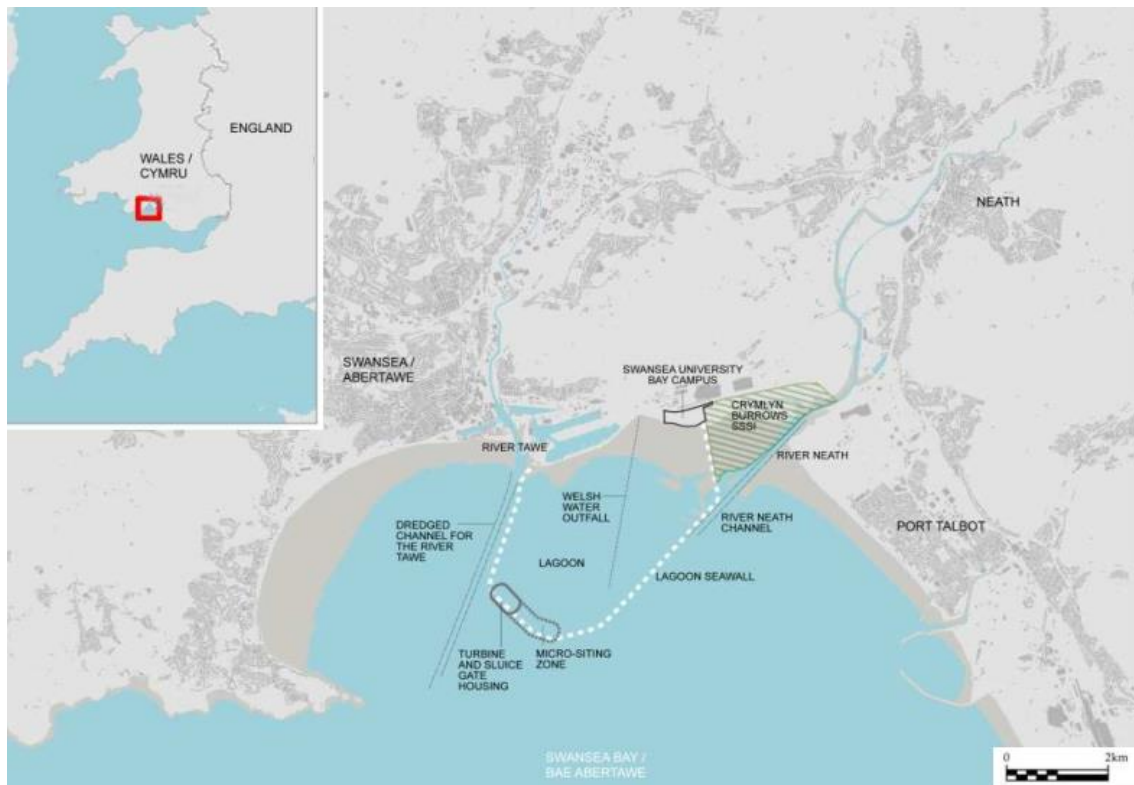 ENGLAND
WALES /
CYMRU
NEATH
SWANSEA /
ABERTAWE
SWANSEA UNIVERSITY
BAY CAMPUS
CRYMLYN
BURROWS
SSSI
RIVER TAWE
RIVER NEATH
WELSH
WATER
OUTFALL
RIVER NEATH
CHANNEL
PORT TALBOT
DREDGED
CHANNEL FOR
THE RIVER
TAWE
LAGOON
LAGOON SEAWALL
TURBINE
AND SLUICE
GATE
HOUSING
MICRO-SITING
ZONE
SWANSEA BAY /
BAE ABERTAWE
0 2km